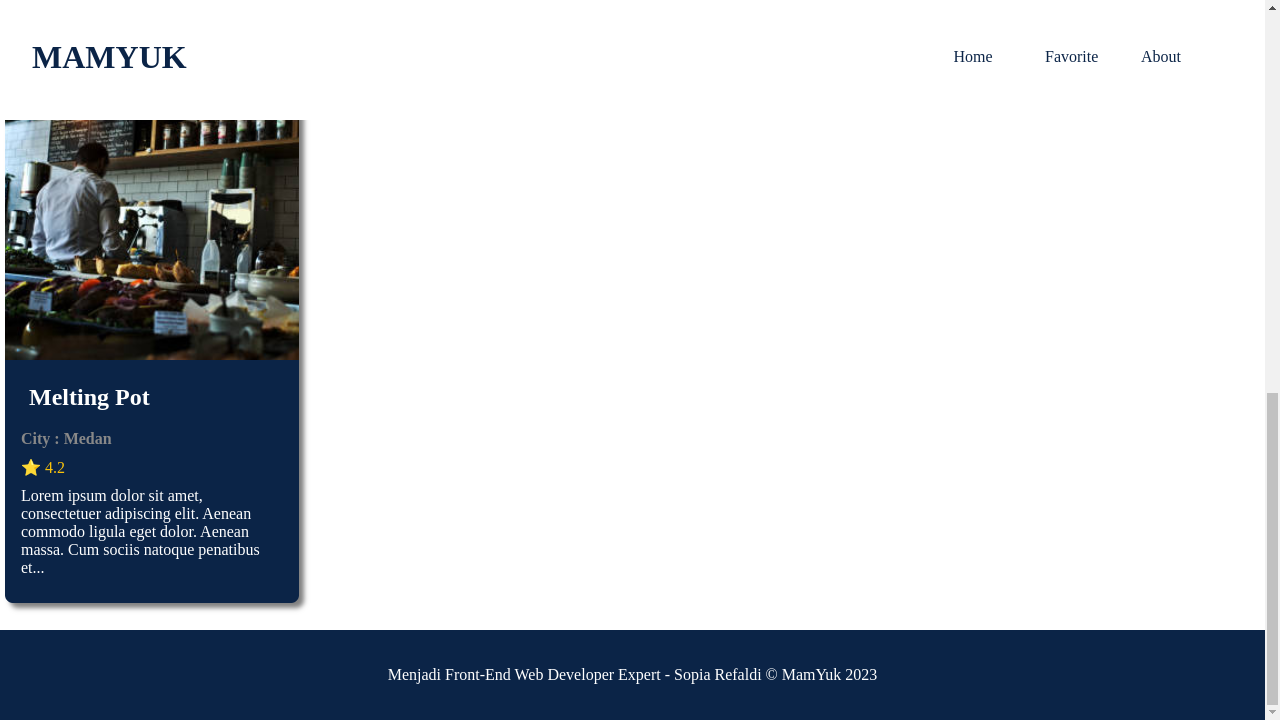 MAMYUK
Home Favorite About
Melting Pot
City : Medan
⭐ 4.2
Lorem ipsum dolor sit amet,
consectetuer adipiscing elit. Aenean
commodo ligula eget dolor. Aenean
massa. Cum sociis natoque penatibus
et...
Menjadi Front-End Web Developer Expert - Sopia Refaldi © MamYuk 2023